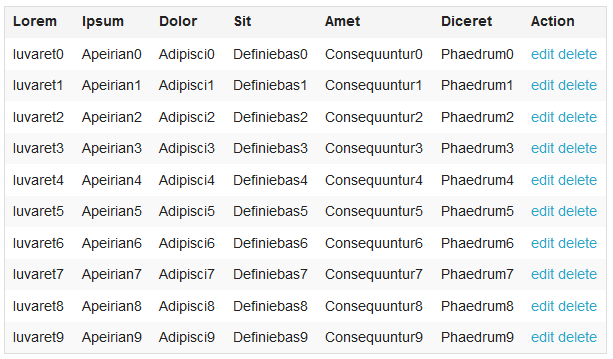 Lorem Ipsum Dolor Sit Amet Diceret Action
Iuvaret0 Apeirian0 Adipisci0 Definiebas0 Consequuntur0 Phaedrum0 edit delete
Iuvaret1 Apeirian1 Adipisci1 Definiebas1 Consequuntur1 Phaedrum1 edit delete
Iuvaret2 Apeirian2 Adipisci2 Definiebas2 Consequuntur2 Phaedrum2 edit delete
Iuvaret3 Apeirian3 Adipisci3 Definiebas3 Consequuntur3 Phaedrum3 edit delete
Iuvaret4 Apeirian4 Adipisci4 Definiebas4 Consequuntur4 Phaedrum4 edit delete
Iuvaret5 Apeirian5 Adipisci5 Definiebas5 Consequuntur5 Phaedrum5 edit delete
Iuvaret6 Apeirian6 Adipisci6 Definiebas6 Consequuntur6 Phaedrum6 edit delete
Iuvaret7 Apeirian7 Adipisci7 Definiebas7 Consequuntur7 Phaedrum7 edit delete
Iuvaret8 Apeirian8 Adipisci8 Definiebas8 Consequuntur8 Phaedrum8 edit delete
Iuvaret9 Apeirian9 Adipisci9 Definiebas9 Consequuntur9 Phaedrum9 edit delete